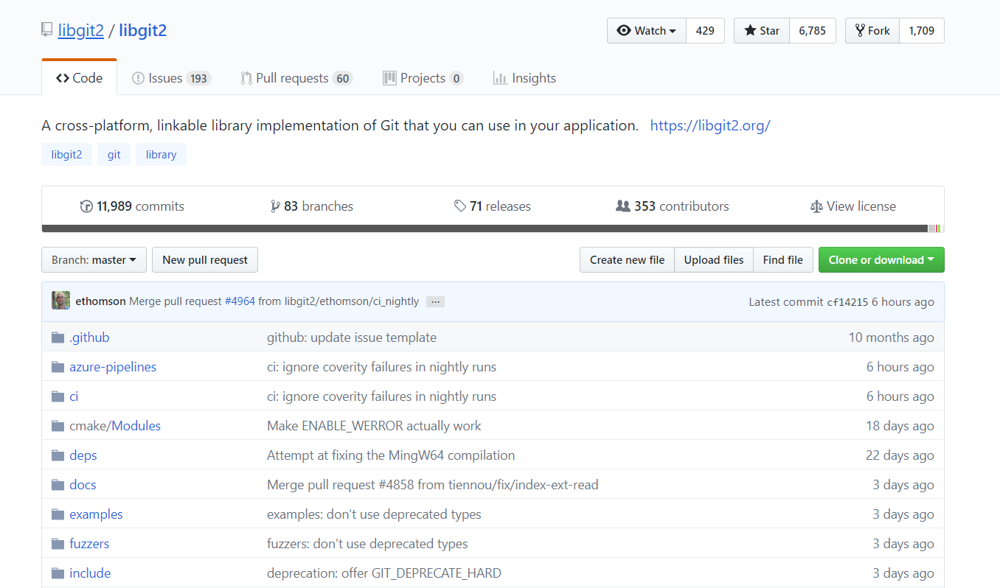 libgit2 / libgit2
Watch 429 Star 6,785 Fork 1,709
Code Issues 193 Pull requests 60 Projects 0 Insights
A cross-platform, linkable library implementation of Git that you can use in your application. https://libgit2.org/
libgit2 git library
11,989 commits 83 branches 71 releases 353 contributors View license
Branch: master New pull request Create new file Upload files Find file Clone or download
ethomson Merge pull request #4964 from libgit2/ethomson/ci_nightly ... Latest commit cf14215 6 hours ago
.github github: update issue template 10 months ago
azure-pipelines ci: ignore coverity failures in nightly runs 6 hours ago
ci ci: ignore coverity failures in nightly runs 6 hours ago
cmake/Modules Make ENABLE_WERROR actually work 18 days ago
deps Attempt at fixing the MingW64 compilation 22 days ago
docs Merge pull request #4858 from tiennou/fix/index-ext-read 3 days ago
examples examples: don't use deprecated types 3 days ago
fuzzers fuzzers: don't use deprecated types 3 days ago
include deprecation: offer GIT_DEPRECATE_HARD 3 days ago